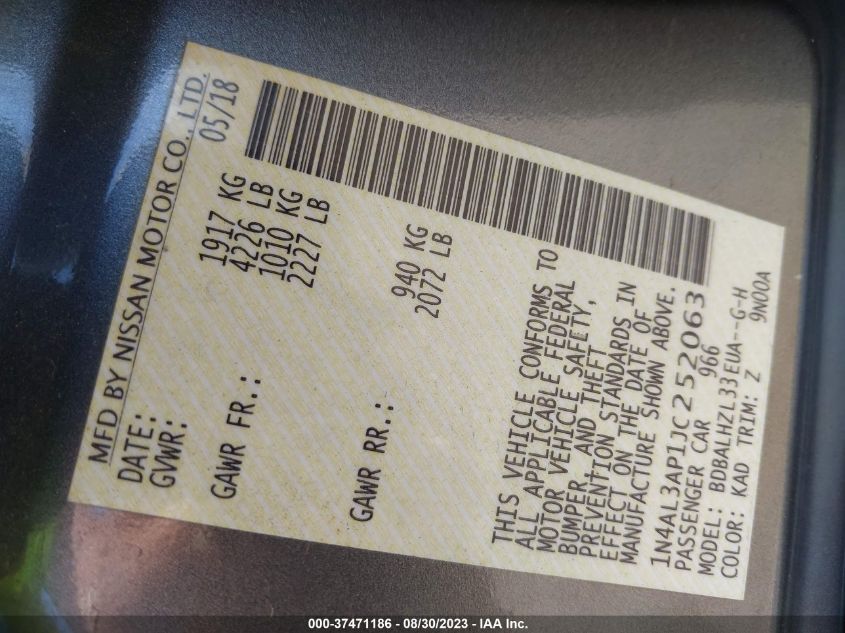 MFD BY NISSAN MOTOR CO., LTD.
DATE: 05/18
GVWR: 1917 KG
4226 LB
GAWR FR.: 1010 KG
2227 LB
GAWR RR.: 940 KG
2072 LB
THIS VEHICLE CONFORMS TO
ALL APPLICABLE FEDERAL
MOTOR VEHICLE SAFETY,
BUMPER, AND THEFT
PREVENTION STANDARDS IN
EFFECT ON THE DATE OF
MANUFACTURE SHOWN ABOVE.
1N4AL3AP1JC252063
PASSENGER CAR 966
MODEL: BDBALHZL33EUA--G-H
COLOR: KAD TRIM: Z 9N00A
000-37471186 - 08/30/2023 - IAA Inc.